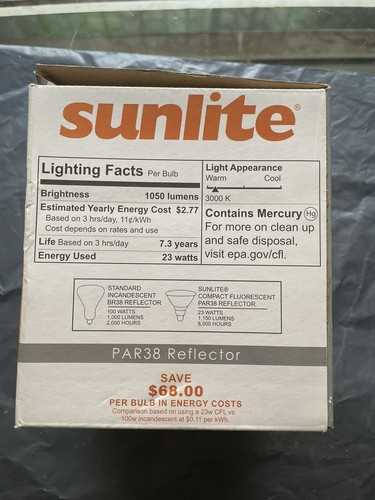 sunlite®
Lighting Facts Per Bulb
Brightness 1050 lumens
Estimated Yearly Energy Cost $2.77
Based on 3 hrs/day, 11¢/kWh
Cost depends on rates and use
Life Based on 3 hrs/day 7.3 years
Energy Used 23 watts
Light Appearance
Warm Cool
3000 K
Contains Mercury Hg
For more on clean up
and safe disposal,
visit epa.gov/cfl.
STANDARD
INCANDESCENT
BR38 REFLECTOR
100 WATTS
1,000 LUMENS
2,000 HOURS
SUNLITE®
COMPACT FLUORESCENT
PAR38 REFLECTOR
23 WATTS
1,150 LUMENS
8,000 HOURS
PAR38 Reflector
SAVE
$68.00
PER BULB IN ENERGY COSTS
Comparison based on using a 23w CFL vs.
100w incandescent at $0.11 per kWh.